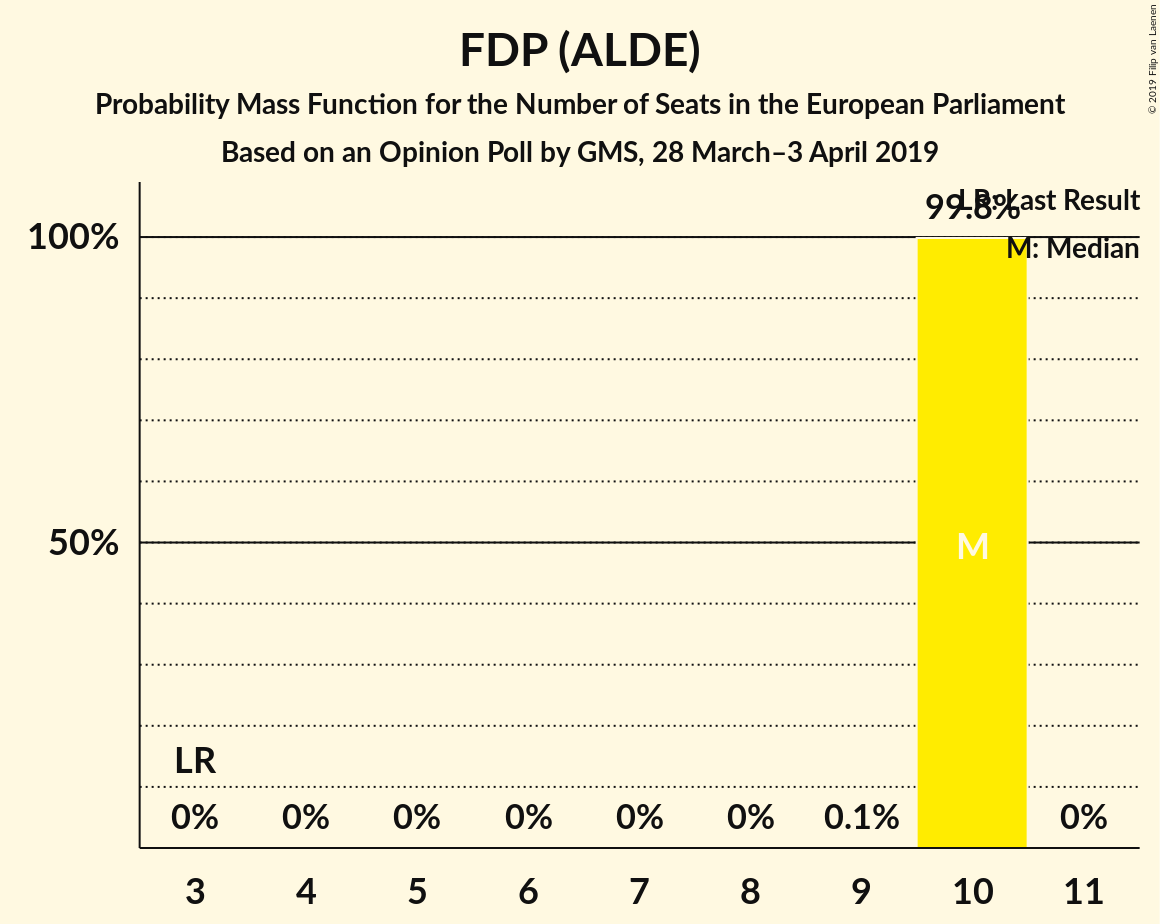 FDP (ALDE)
Probability Mass Function for the Number of Seats in the European Parliament
Based on an Opinion Poll by GMS, 28 March–3 April 2019
© 2019 Filip van Laenen
LR: Last Result
99.8%
M: Median
100%
50%
M
LR
0% 0% 0% 0% 0% 0% 0.1% 0%
3 4 5 6 7 8 9 10 11